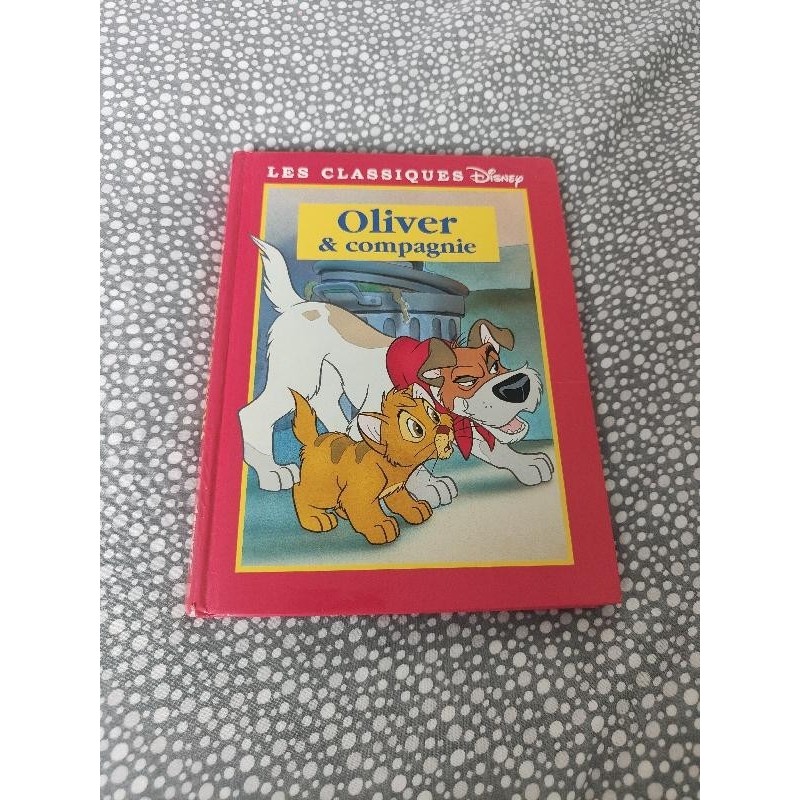 LES CLASSIQUES Disney
Oliver
& compagnie